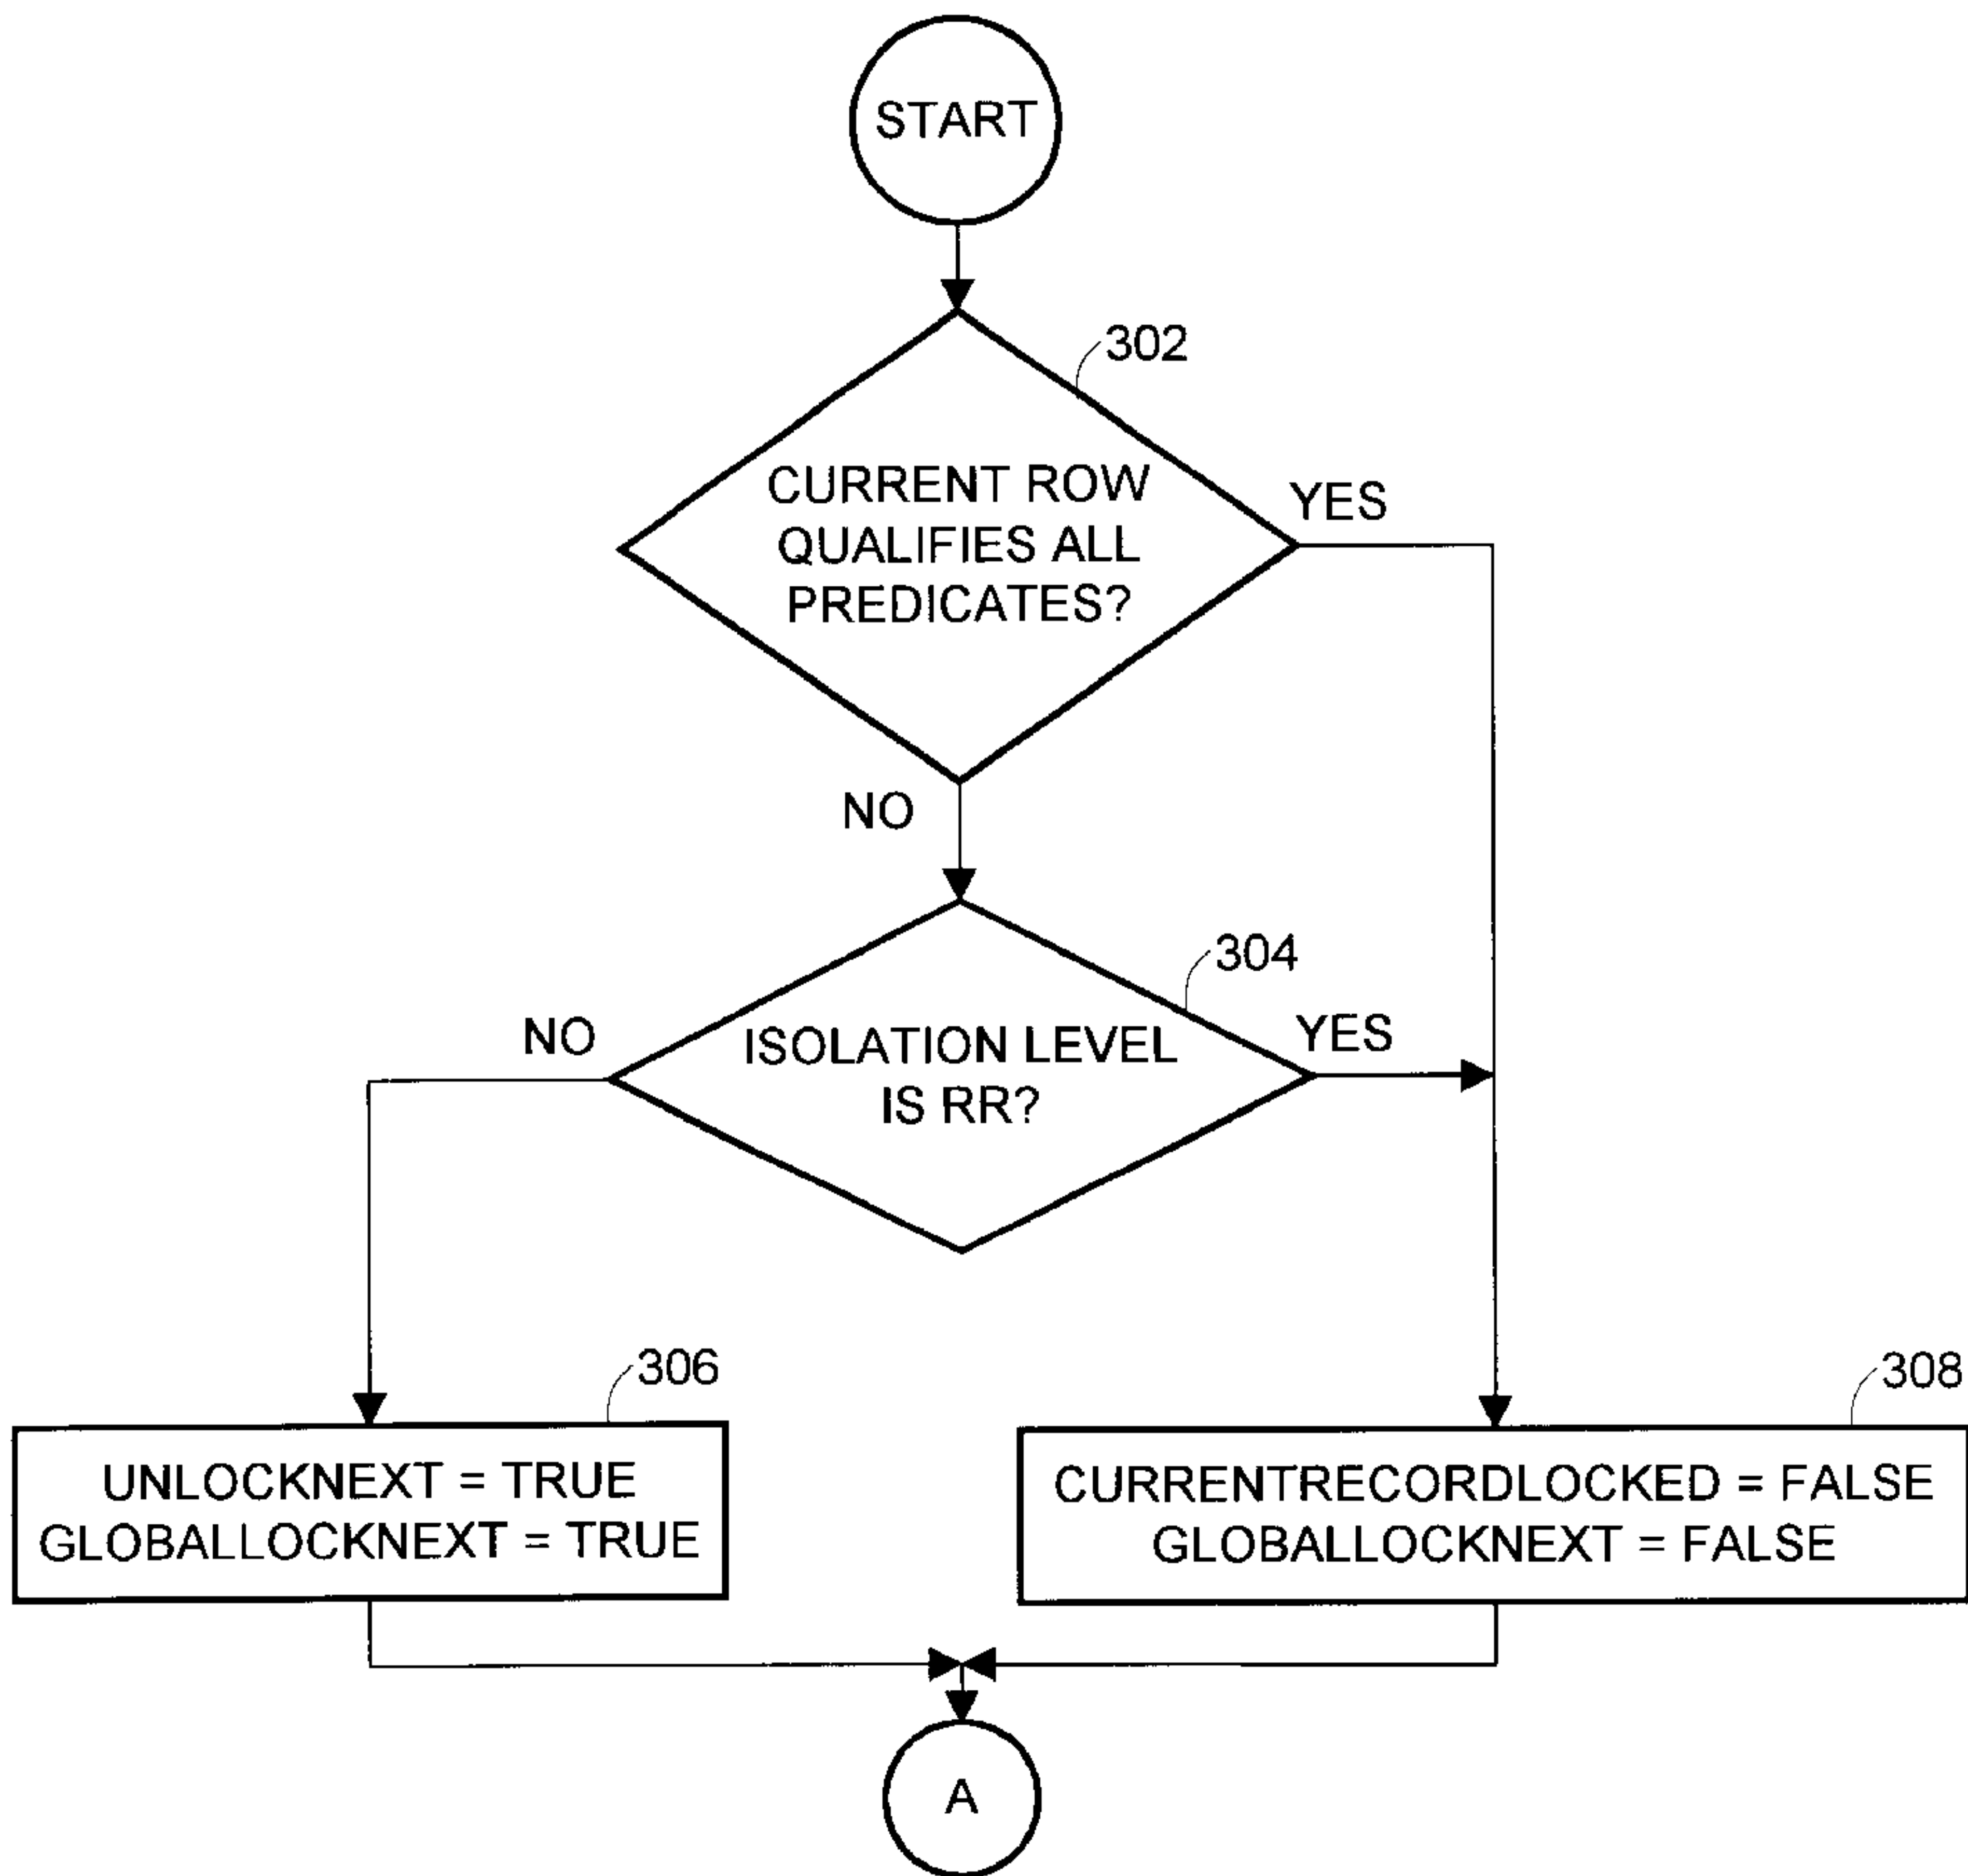 START
302
CURRENT ROW
QUALIFIES ALL
PREDICATES?
YES
NO
304
NO
ISOLATION LEVEL
IS RR?
YES
306
UNLOCKNEXT = TRUE
GLOBALLOCKNEXT = TRUE
308
CURRENTRECORDLOCKED = FALSE
GLOBALLOCKNEXT = FALSE
A